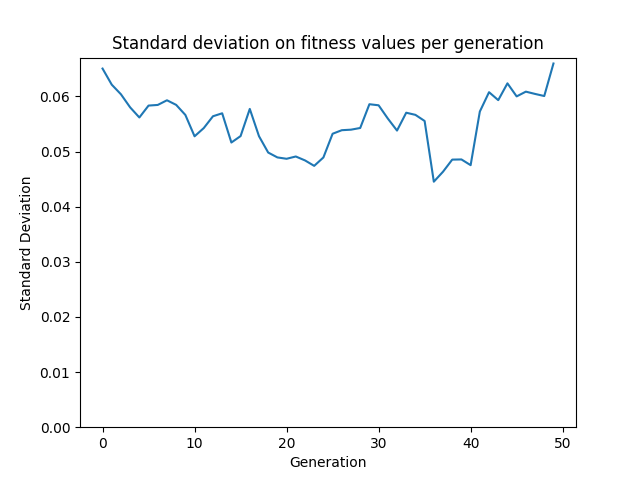 Standard deviation on fitness values per generation
0.06
0.05
0.04
0.03
0.02
0.01
0.00
Standard Deviation
0 10 20 30 40 50
Generation